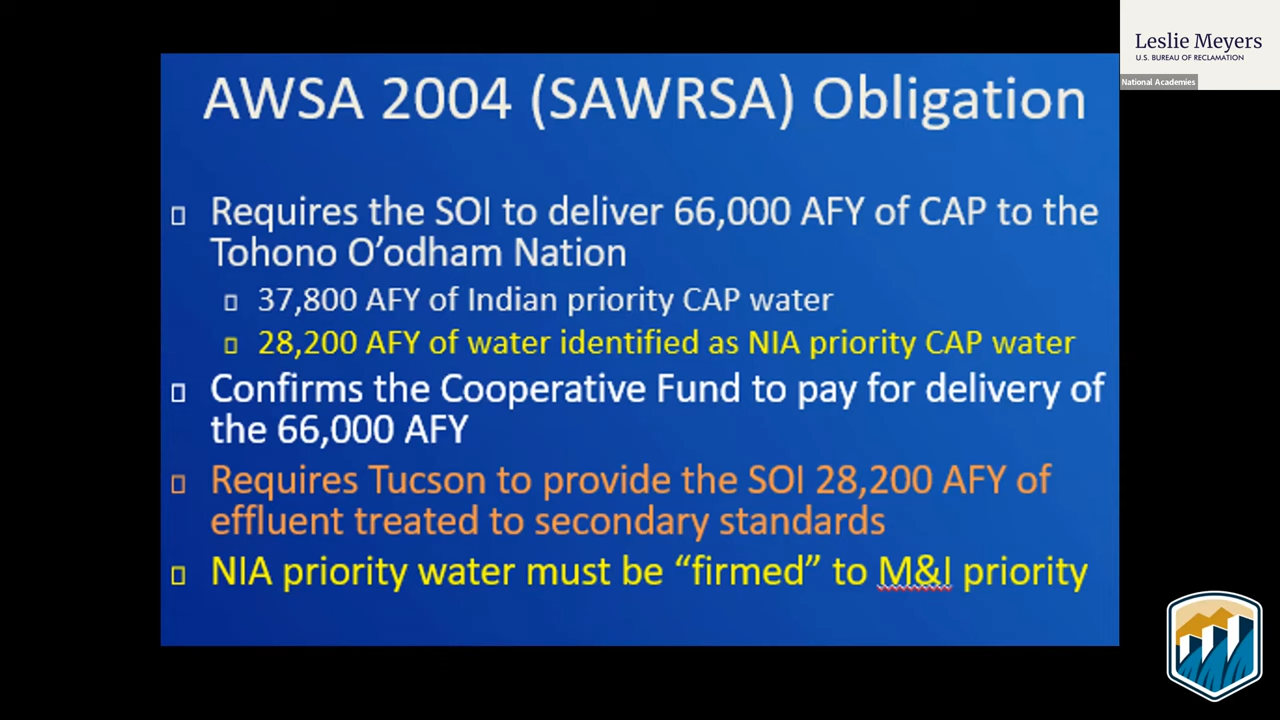 Leslie Meyers
U.S. BUREAU OF RECLAMATION
National Academies
AWSA 2004 (SAWRSA) Obligation
Requires the SOI to deliver 66,000 AFY of CAP to the
Tohono O’odham Nation
37,800 AFY of Indian priority CAP water
28,200 AFY of water identified as NIA priority CAP water
Confirms the Cooperative Fund to pay for delivery of
the 66,000 AFY
Requires Tucson to provide the SOI 28,200 AFY of
effluent treated to secondary standards
NIA priority water must be “firmed” to M&I priority